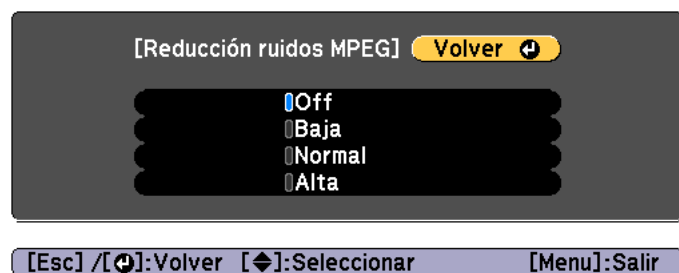 [Reducción ruidos MPEG] Volver
Off
Baja
Normal
Alta
[Esc] /[⏎]:Volver [◆]:Seleccionar [Menu]:Salir